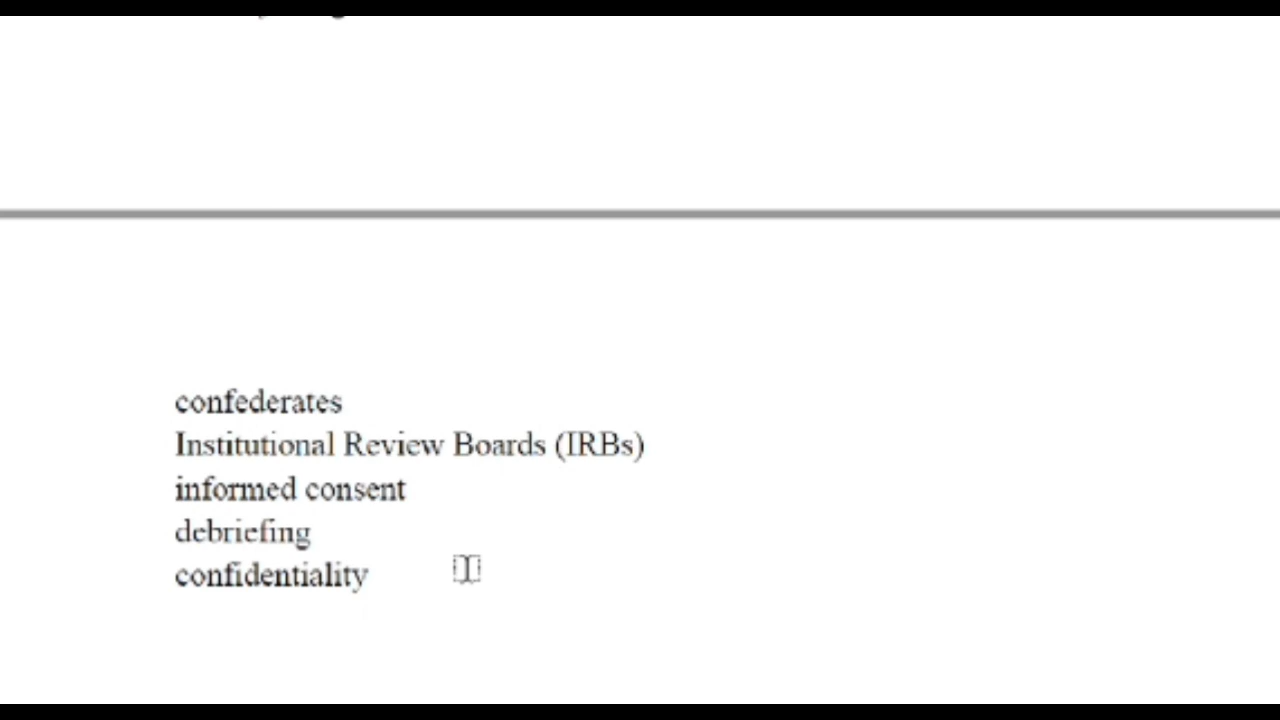 confederates
Institutional Review Boards (IRBs)
informed consent
debriefing
confidentiality